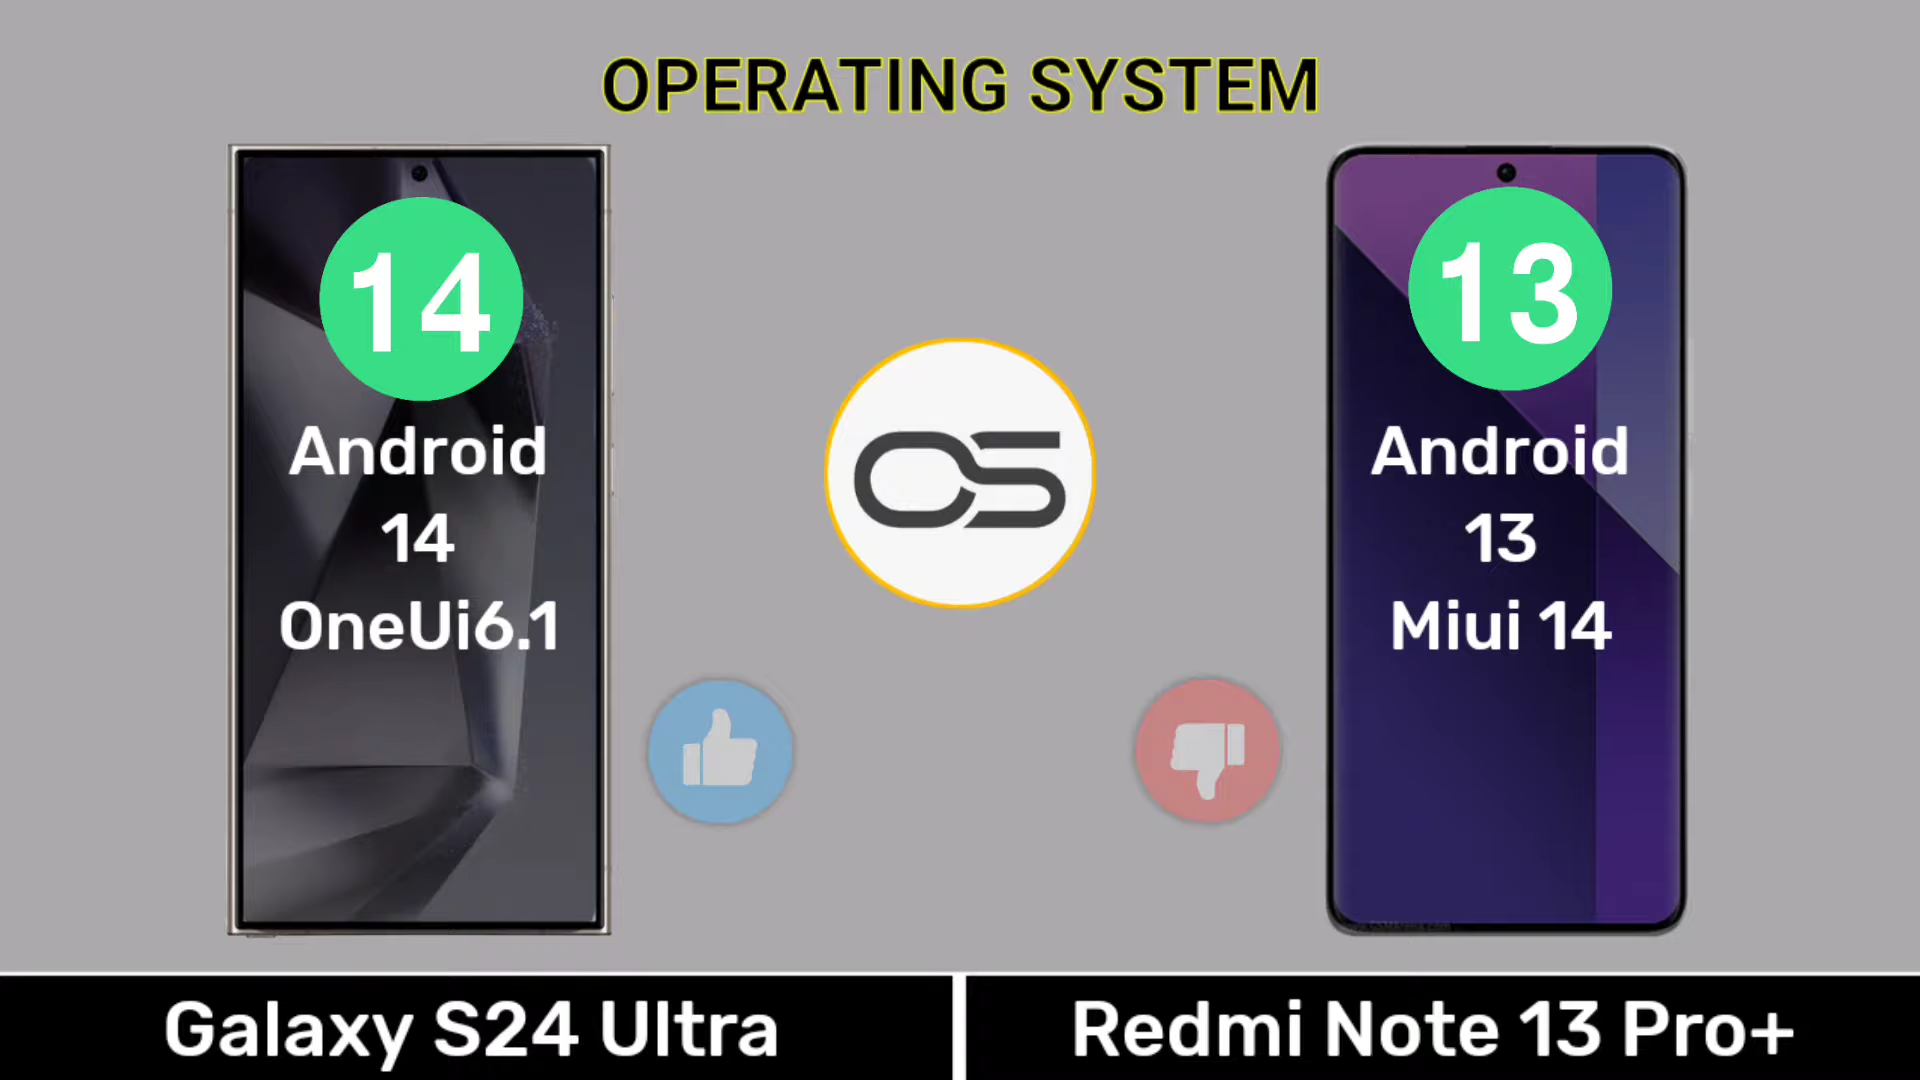 OPERATING SYSTEM
14
Android
14
OneUi6.1
OS
13
Android
13
Miui 14
Galaxy S24 Ultra
Redmi Note 13 Pro+